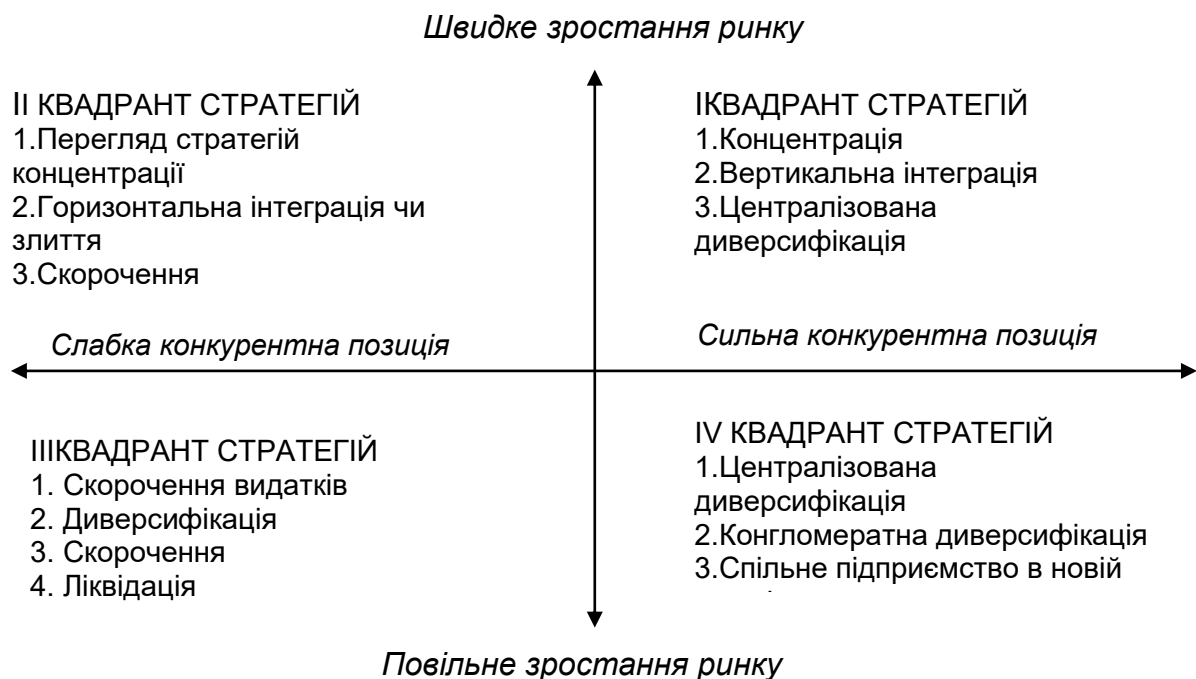 Швидке зростання ринку
II КВАДРАНТ СТРАТЕГІЙ
1.Перегляд стратегій
концентрації
2.Горизонтальна інтеграція чи
злиття
3.Скорочення
IКВАДРАНТ СТРАТЕГІЙ
1.Концентрація
2.Вертикальна інтеграція
3.Централізована
диверсифікація
Слабка конкурентна позиція
Сильна конкурентна позиція
IIIКВАДРАНТ СТРАТЕГІЙ
1. Скорочення видатків
2. Диверсифікація
3. Скорочення
4. Ліквідація
IV КВАДРАНТ СТРАТЕГІЙ
1.Централізована
диверсифікація
2.Конгломератна диверсифікація
3.Спільне підприємство в новій
Повільне зростання ринку